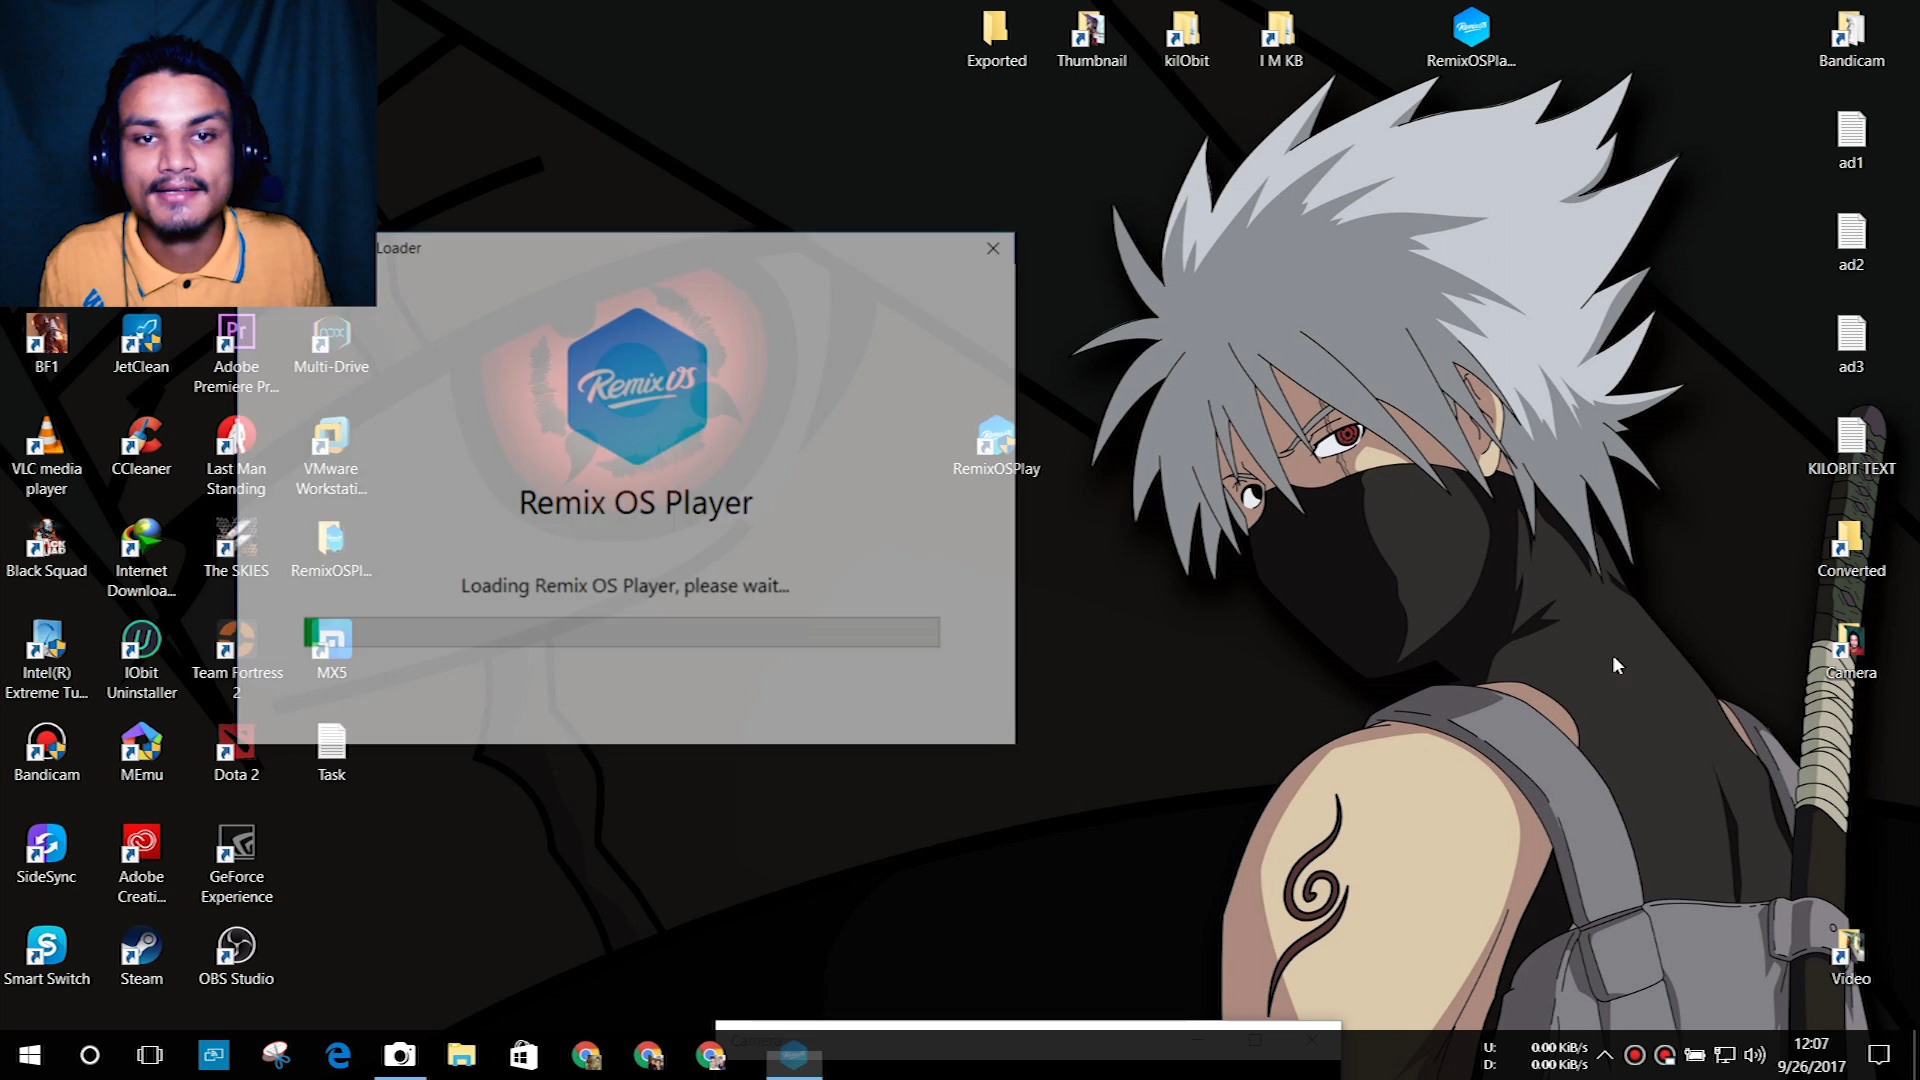 Exported
Thumbnail
kilObit
I M KB
RemixOSPla...
Bandicam
ad1
ad2
Loader
Remix OS
BF1
JetClean
Adobe
Premiere Pr...
Multi-Drive
ad3
VLC media
player
CCleaner
Last Man
Standing
VMware
Workstati...
RemixOSPlay
KILOBIT TEXT
Remix OS Player
Black Squad
Internet
Downloa...
The SKIES
RemixOSPl...
Converted
Loading Remix OS Player, please wait...
Intel(R)
Extreme Tu...
IObit
Uninstaller
Team Fortress
2
MX5
Camera
Bandicam
MEmu
Dota 2
Task
SideSync
Adobe
Creati...
GeForce
Experience
Smart Switch
Steam
OBS Studio
Video
Camera
U: 0.00 KiB/s
D: 0.00 KiB/s
12:07
9/26/2017